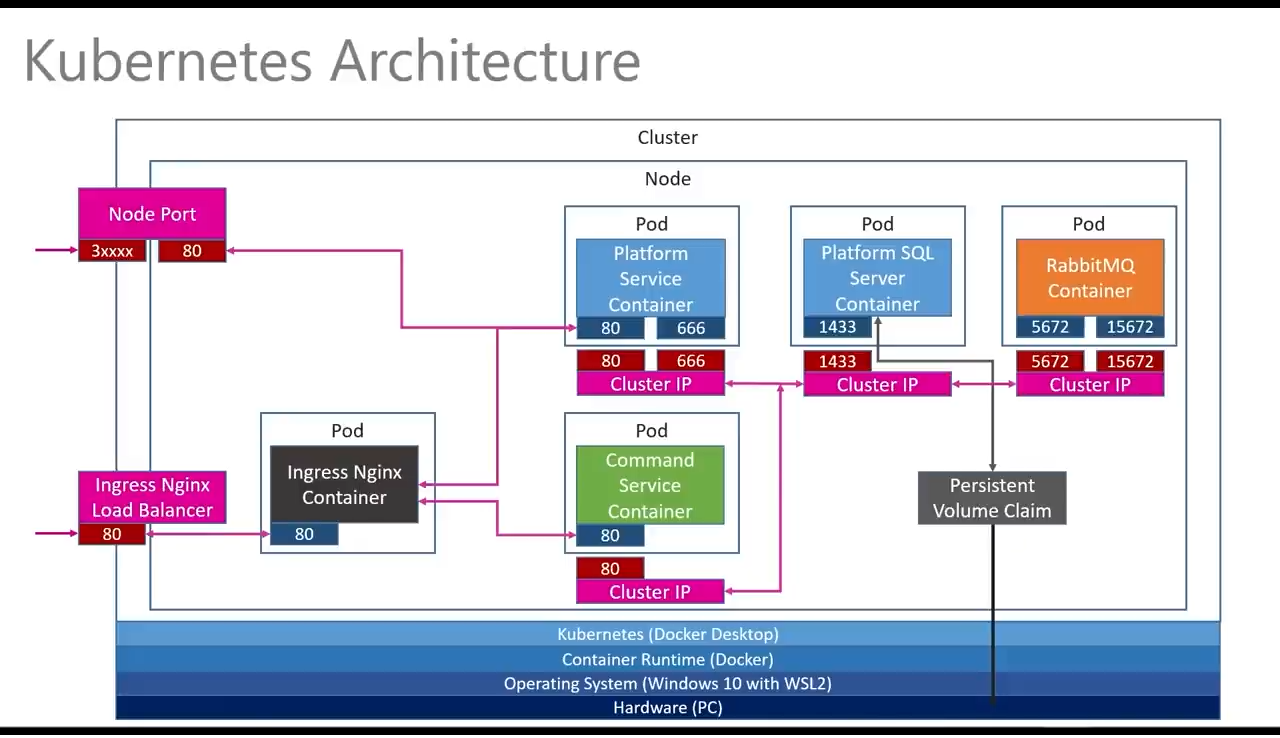 Kubernetes Architecture
Cluster
Node
Node Port
3xxxx 80
Pod
Platform
Service
Container
80 666
80 666
Cluster IP
Pod
Platform SQL
Server
Container
1433
1433
Cluster IP
Pod
RabbitMQ
Container
5672 15672
5672 15672
Cluster IP
Ingress Nginx
Load Balancer
80
Pod
Ingress Nginx
Container
80
Pod
Command
Service
Container
80
80
Cluster IP
Persistent
Volume Claim
Kubernetes (Docker Desktop)
Container Runtime (Docker)
Operating System (Windows 10 with WSL2)
Hardware (PC)